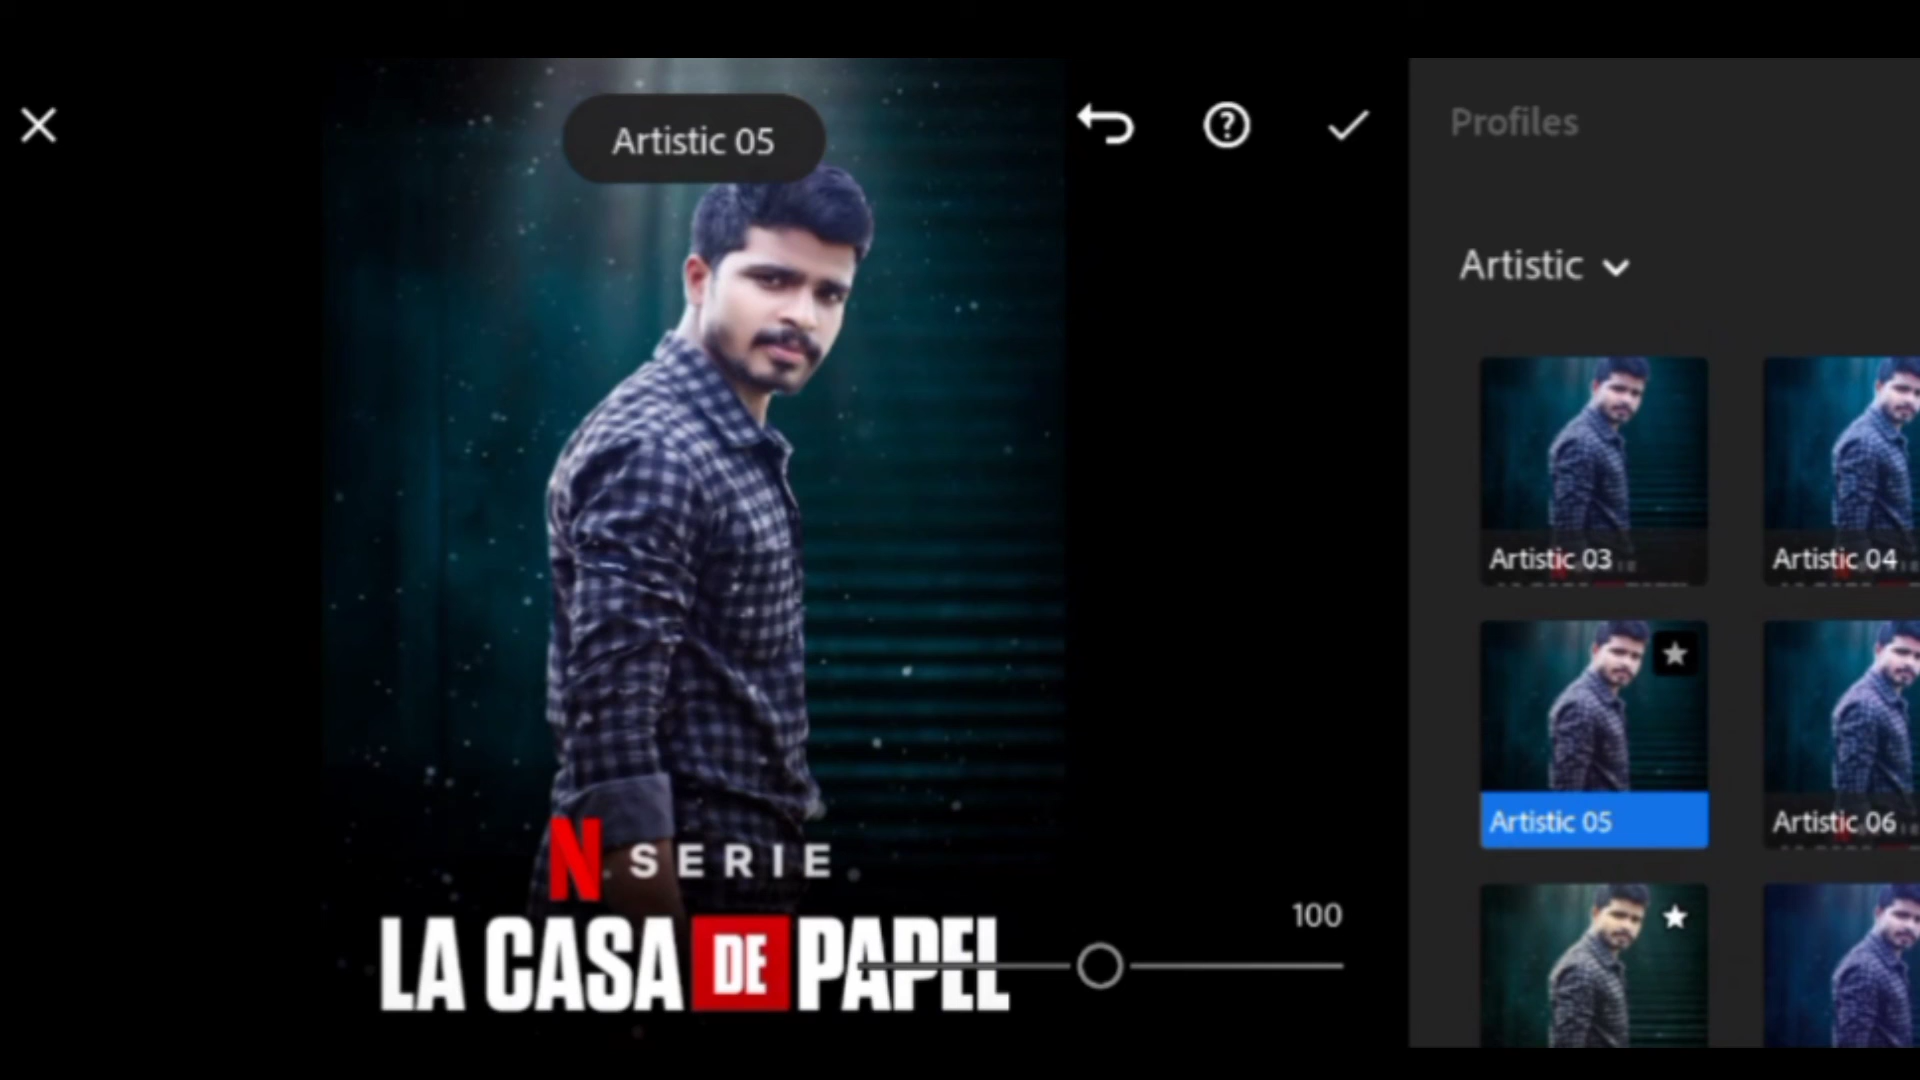 Artistic 05
Profiles
Artistic
Artistic 03
Artistic 04
Artistic 05
Artistic 06
N SERIE
LA CASA DE PAPEL
100